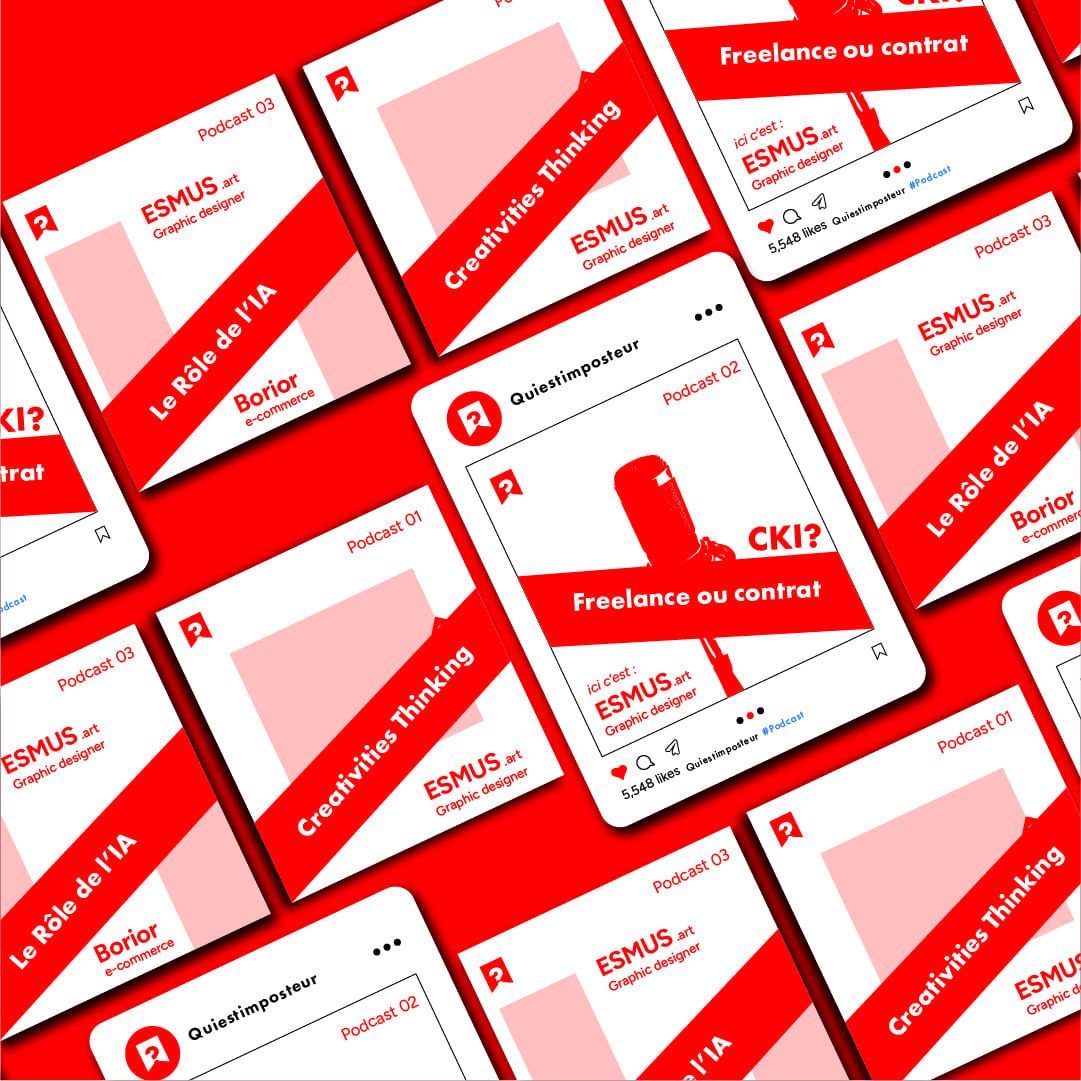 CKI?
Freelance ou contrat
ici c'est :
ESMUS.art
Graphic designer
5,548 likes Quiestimposteur #Podcast
Podcast 03
ESMUS.art
Graphic designer
Le Rôle de l'IA
Borior
e-commerce
Creativities Thinking
ESMUS.art
Graphic designer
Podcast 03
ESMUS.art
Graphic designer
Le Rôle de l'IA
Borior
e-commerce
Quiestimposteur
Podcast 02
CKI?
Freelance ou contrat
ici c'est :
ESMUS.art
Graphic designer
5,548 likes Quiestimposteur #Podcast
KI?
trat
Podcast 01
Creativities Thinking
ESMUS.art
Graphic designer
Podcast 03
ESMUS.art
Graphic designer
Le Rôle de l'IA
Borior
e-commerce
Podcast 01
Creativities Thinking
ESMUS
Graphic
Quiestimposteur
Podcast 02
Podcast 03
ESMUS.art
Graphic designer
e l'IA